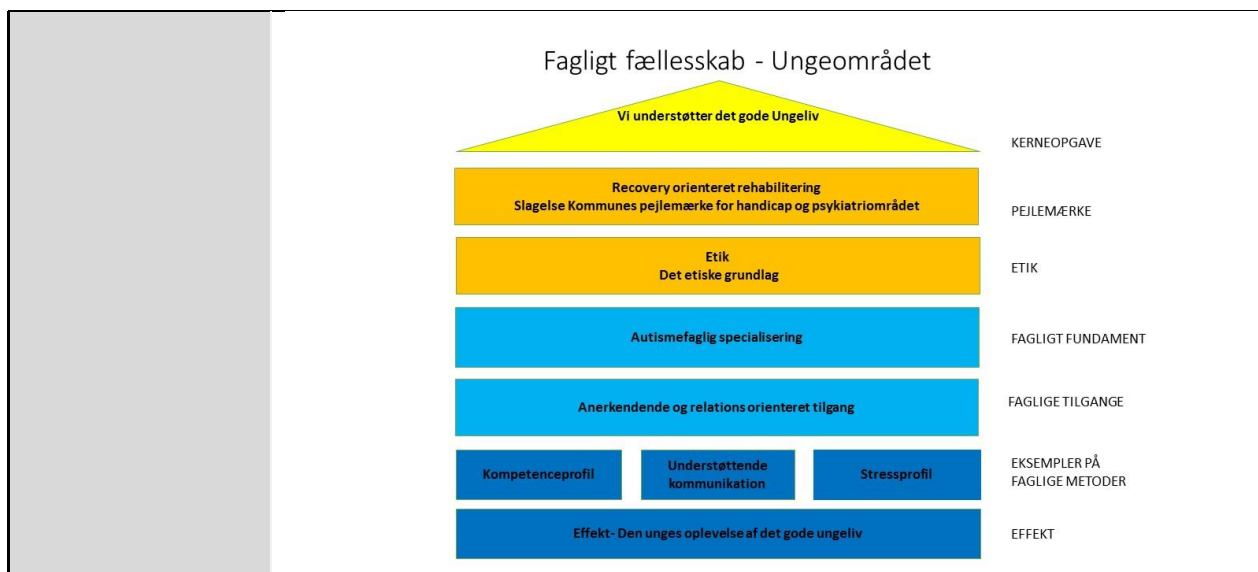 Fagligt fællesskab - Ungeområdet
Vi understøtter det gode Ungeliv
KERNEOPGAVE
Recovery orienteret rehabilitering
Slagelse Kommunes pejlemærke for handicap og psykiatriområdet
PEJLEMÆRKE
Etik
Det etiske grundlag
ETIK
Autismefaglig specialisering
FAGLIGT FUNDAMENT
Anerkendende og relations orienteret tilgang
FAGLIGE TILGANGE
Kompetenceprofil
Understøttende
kommunikation
Stressprofil
EKSEMPLER PÅ
FAGLIGE METODER
Effekt- Den unges oplevelse af det gode ungeliv
EFFEKT